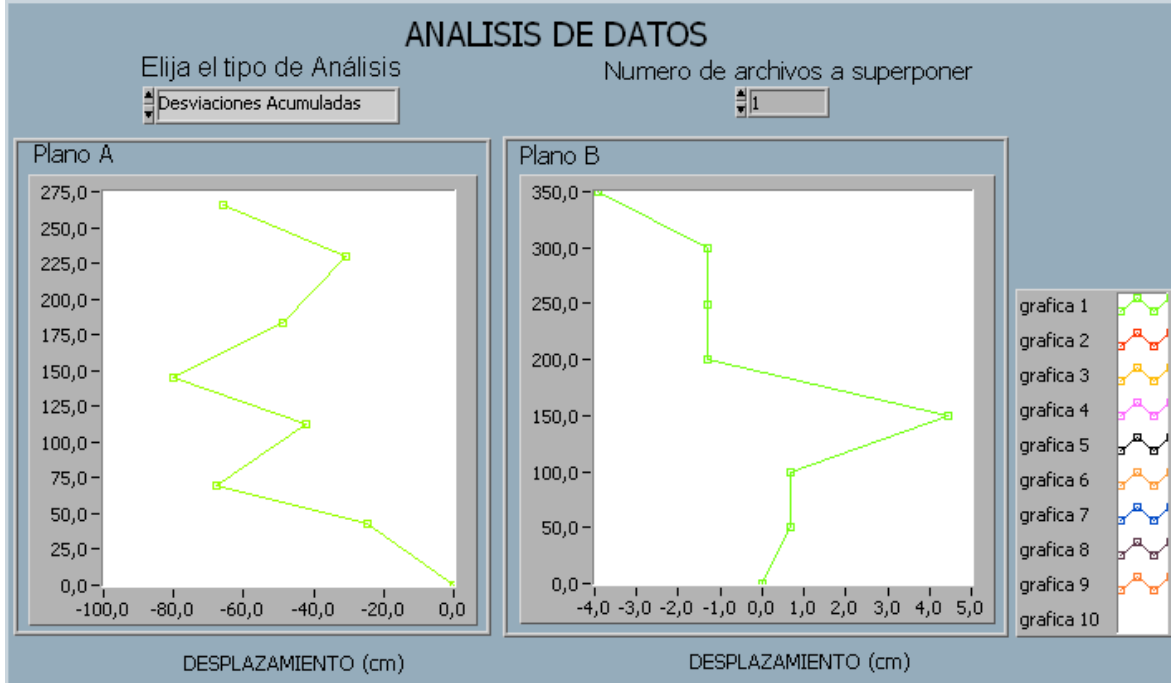 ANALISIS DE DATOS
Elija el tipo de Análisis
Desviaciones Acumuladas
Numero de archivos a superponer
1
Plano A
275,0
250,0
225,0
200,0
175,0
150,0
125,0
100,0
75,0
50,0
25,0
0,0
-100,0 -80,0 -60,0 -40,0 -20,0 0,0
DESPLAZAMIENTO (cm)
Plano B
350,0
300,0
250,0
200,0
150,0
100,0
50,0
0,0
-4,0 -3,0 -2,0 -1,0 0,0 1,0 2,0 3,0 4,0 5,0
DESPLAZAMIENTO (cm)
grafica 1
grafica 2
grafica 3
grafica 4
grafica 5
grafica 6
grafica 7
grafica 8
grafica 9
grafica 10